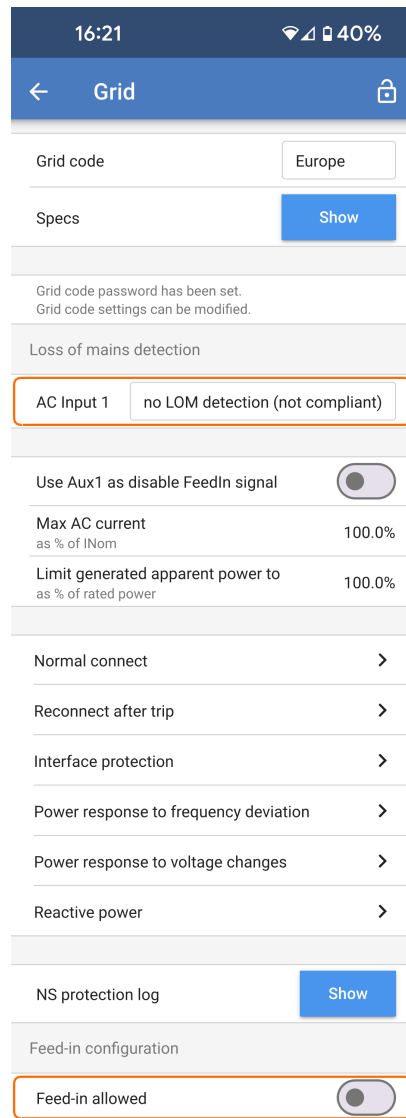 16:21
40%
Grid
Grid code
Europe
Specs
Show
Grid code password has been set.
Grid code settings can be modified.
Loss of mains detection
AC Input 1
no LOM detection (not compliant)
Use Aux1 as disable FeedIn signal
Max AC current
as % of INom
100.0%
Limit generated apparent power to
as % of rated power
100.0%
Normal connect
Reconnect after trip
Interface protection
Power response to frequency deviation
Power response to voltage changes
Reactive power
NS protection log
Show
Feed-in configuration
Feed-in allowed